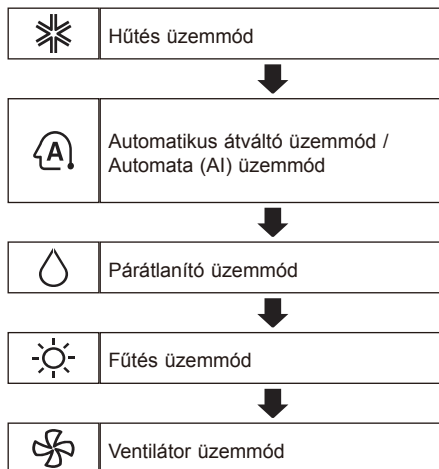 Hűtés üzemmód
A
Automatikus átváltó üzemmód /
Automata (AI) üzemmód
Párátlanító üzemmód
Fűtés üzemmód
Ventilátor üzemmód